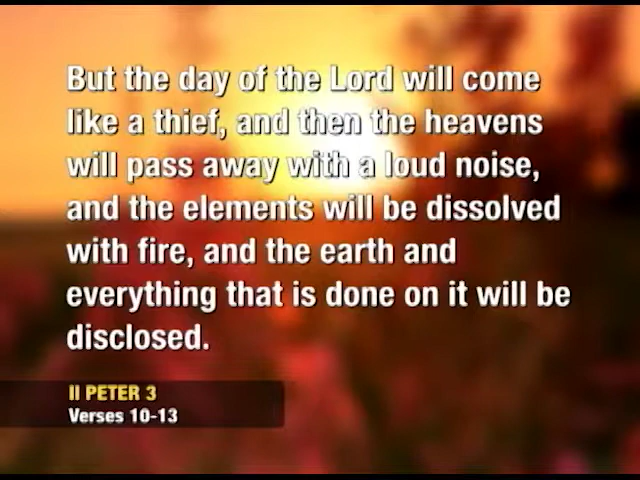 But the day of the Lord will come
like a thief, and then the heavens
will pass away with a loud noise,
and the elements will be dissolved
with fire, and the earth and
everything that is done on it will be
disclosed.
II PETER 3
Verses 10-13